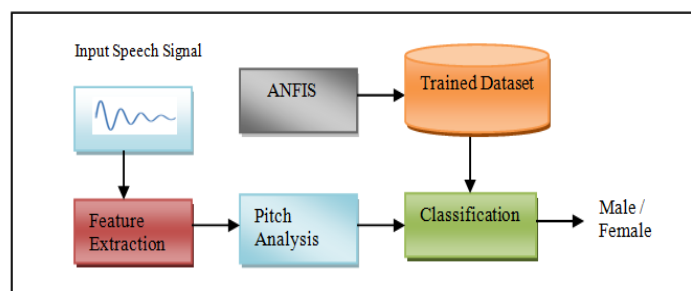 Input Speech Signal
ANFIS
Trained Dataset
Feature
Extraction
Pitch
Analysis
Classification
Male /
Female